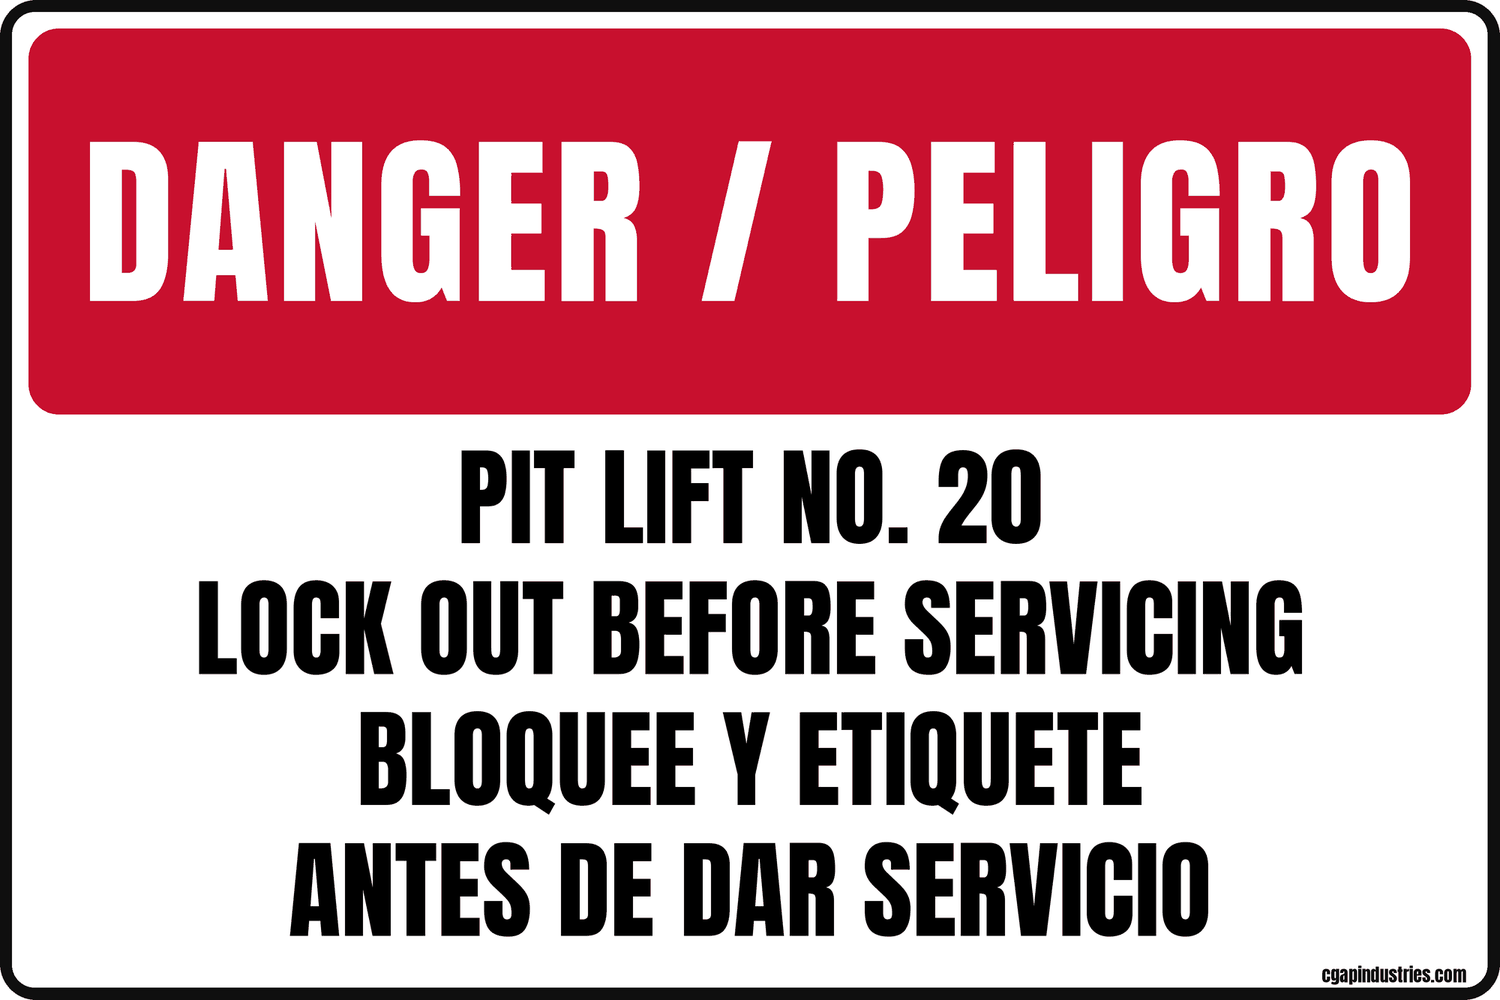 DANGER / PELIGRO
PIT LIFT NO. 20
LOCK OUT BEFORE SERVICING
BLOQUEE Y ETIQUETE
ANTES DE DAR SERVICIO
cgapindustries.com